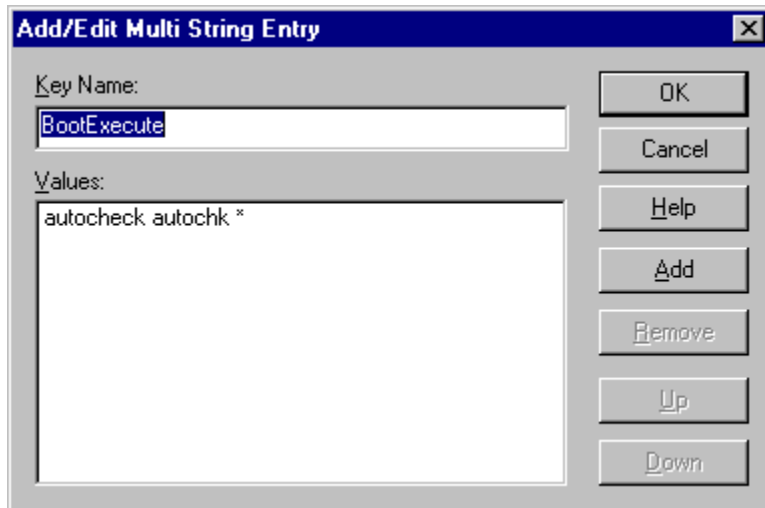 Add/Edit Multi String Entry
Key Name:
BootExecute
Values:
autocheck autochk *
OK
Cancel
Help
Add
Remove
Up
Down